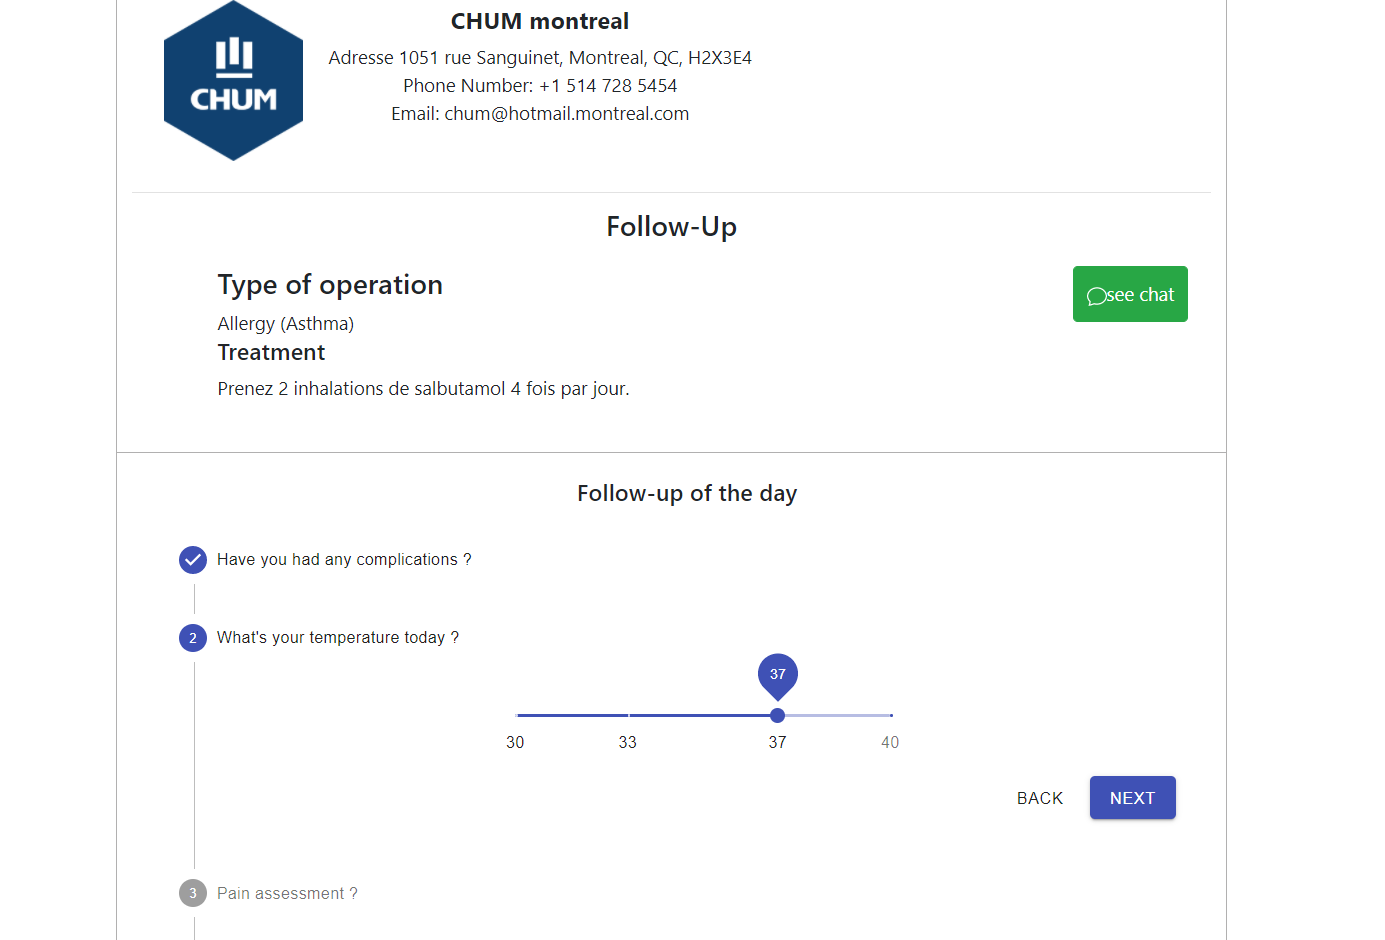 CHUM
CHUM montreal
Adresse 1051 rue Sanguinet, Montreal, QC, H2X3E4
Phone Number: +1 514 728 5454
Email: chum@hotmail.montreal.com
Follow-Up
Type of operation
see chat
Allergy (Asthma)
Treatment
Prenez 2 inhalations de salbutamol 4 fois par jour.
Follow-up of the day
Have you had any complications ?
2 What's your temperature today ?
37
30 33 37 40
BACK NEXT
3 Pain assessment ?